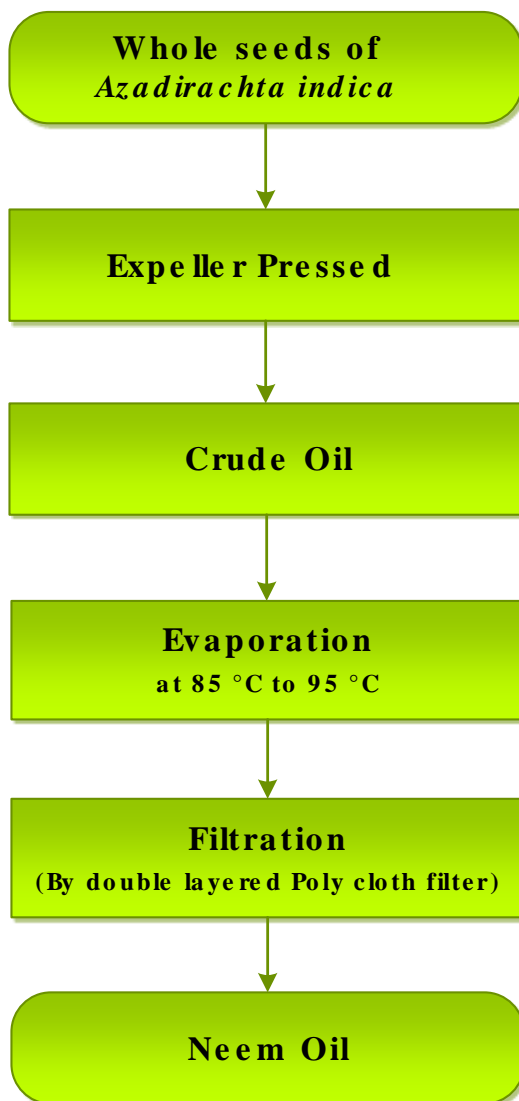 Whole seeds of
Azadirachta indica
Expeller Pressed
Crude Oil
Evaporation
at 85 °C to 95 °C
Filtration
(By double layered Poly cloth filter)
Neem Oil